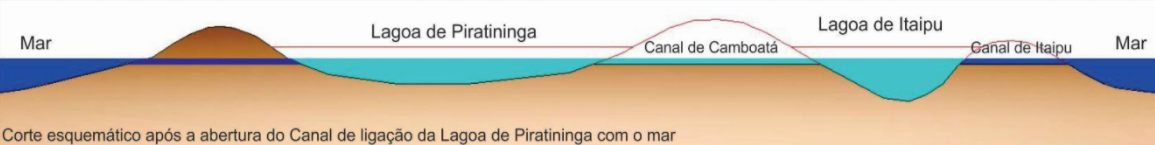 Mar
Lagoa de Piratininga
Canal de Camboatá
Lagoa de Itaipu
Canal de Itaipu
Mar
Corte esquemático após a abertura do Canal de ligação da Lagoa de Piratininga com o mar